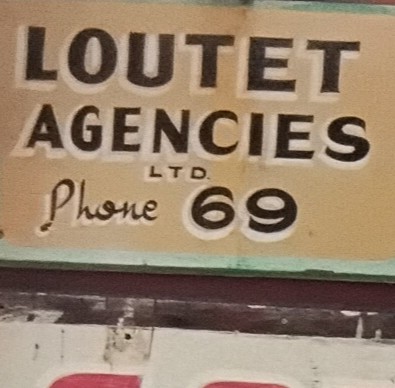 LOUTET
AGENCIES
LTD.
Phone 69